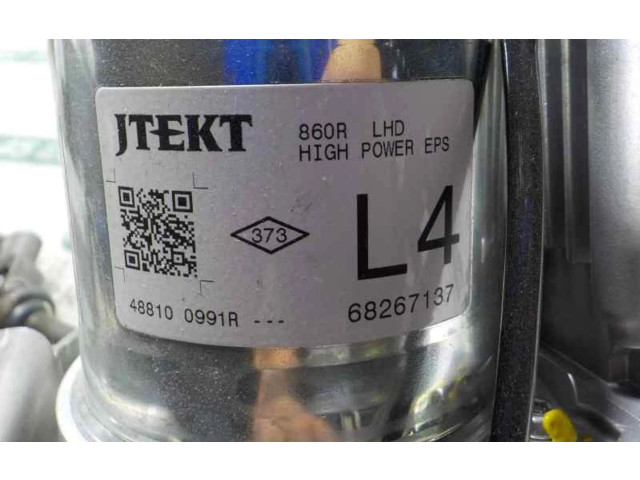 JTEKT
860R LHD
HIGH POWER EPS
373
L4
48810 0991R ---
68267137